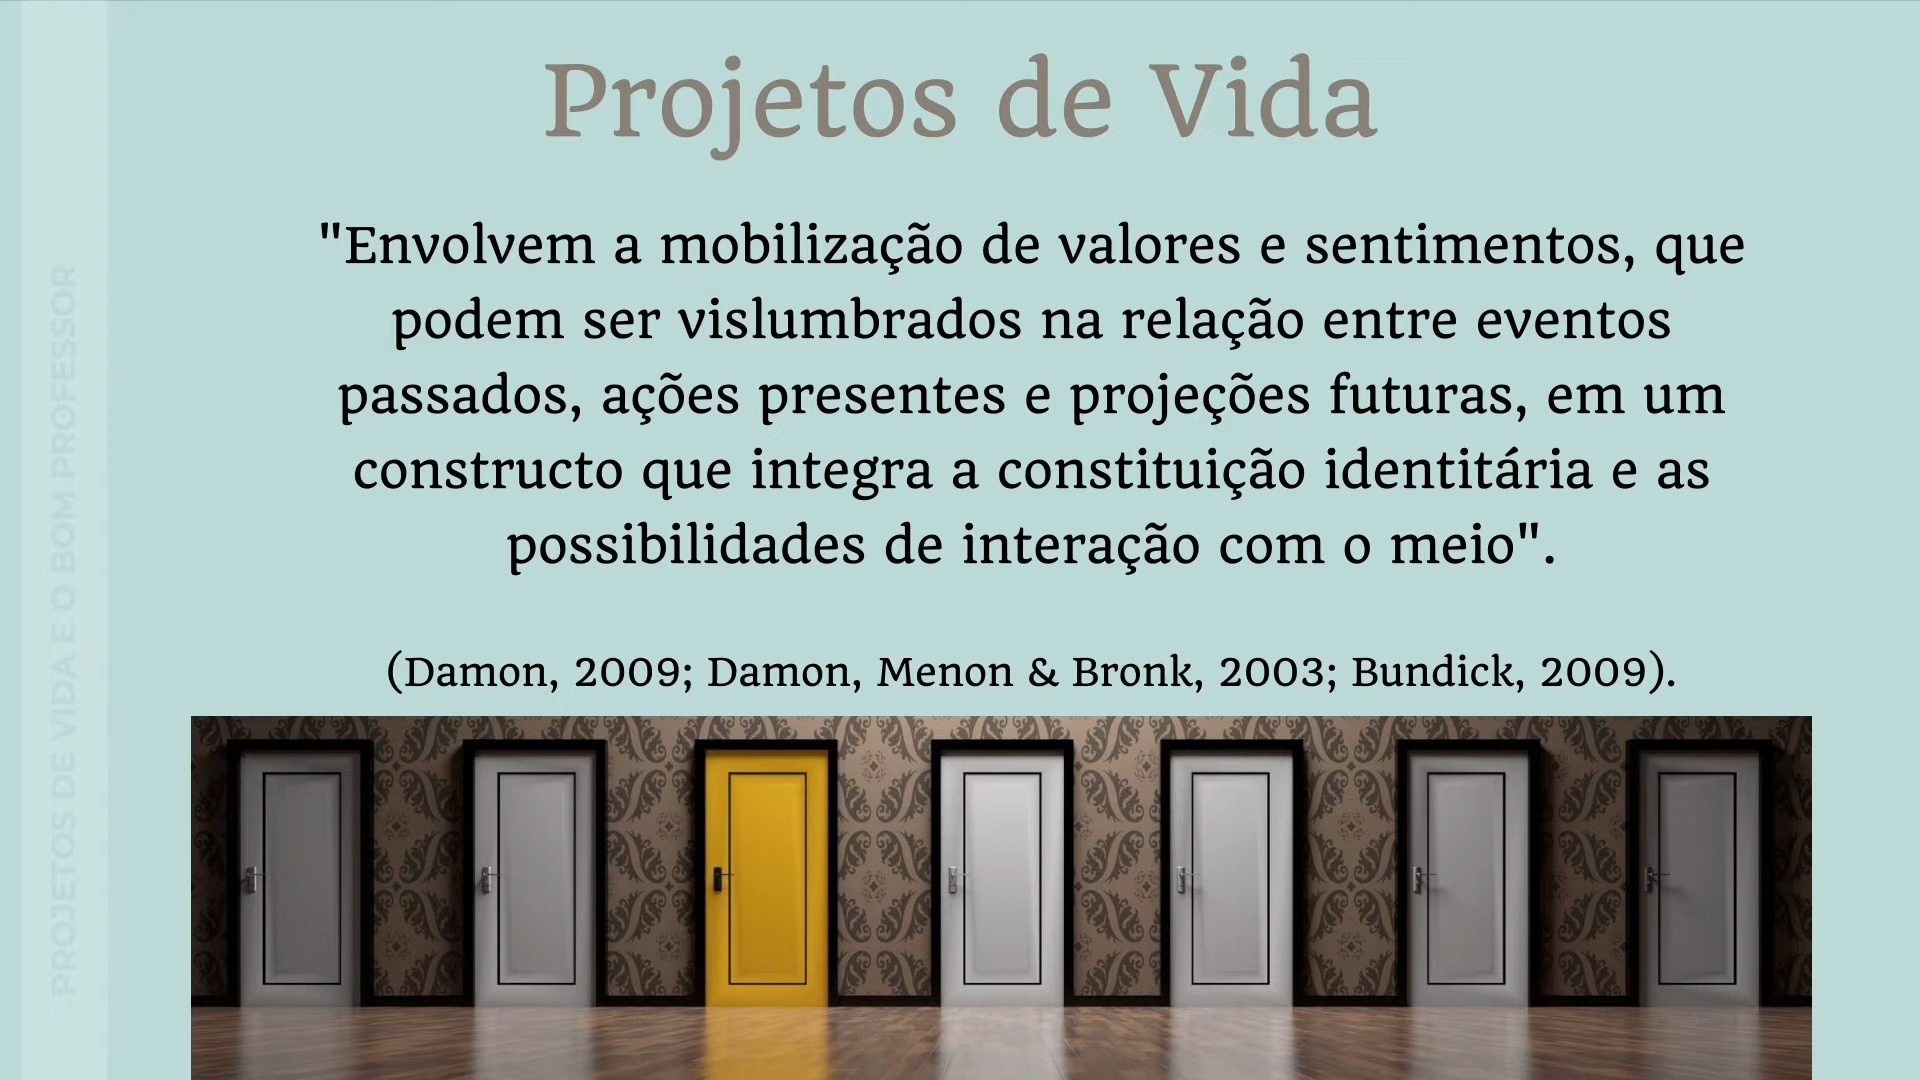 Projetos de Vida
"Envolvem a mobilização de valores e sentimentos, que
podem ser vislumbrados na relação entre eventos
passados, ações presentes e projeções futuras, em um
constructo que integra a constituição identitária e as
possibilidades de interação com o meio".
(Damon, 2009; Damon, Menon & Bronk, 2003; Bundick, 2009).
PROJETOS DE VIDA E O BOM PROFESSOR